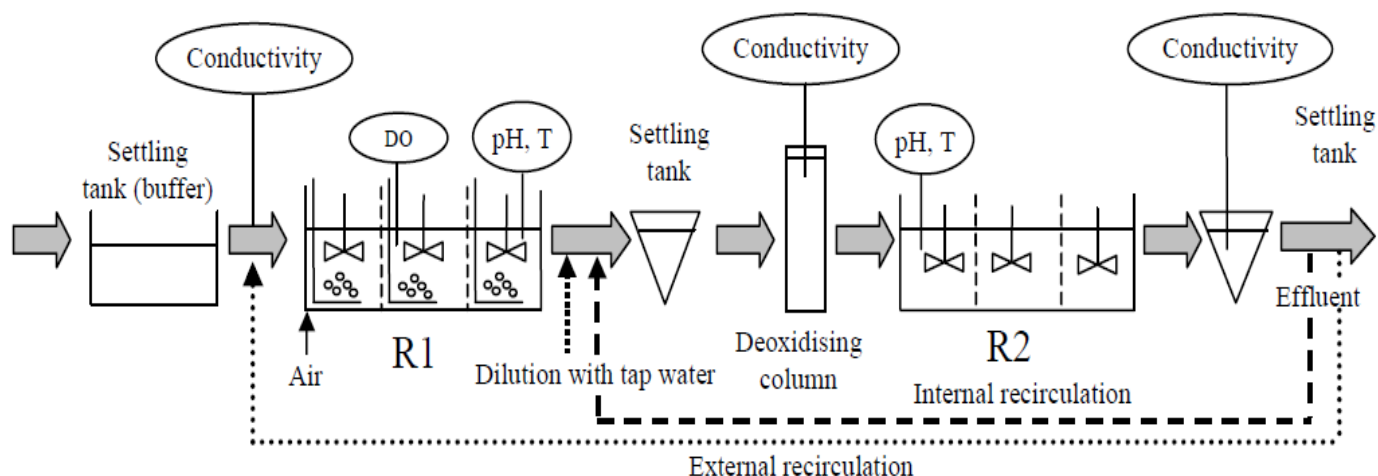 Conductivity
Conductivity
Conductivity
Settling
tank (buffer)
DO
pH, T
Settling
tank
pH, T
Settling
tank
Effluent
Air
R1
Dilution with tap water
Deoxidising
column
R2
Internal recirculation
External recirculation